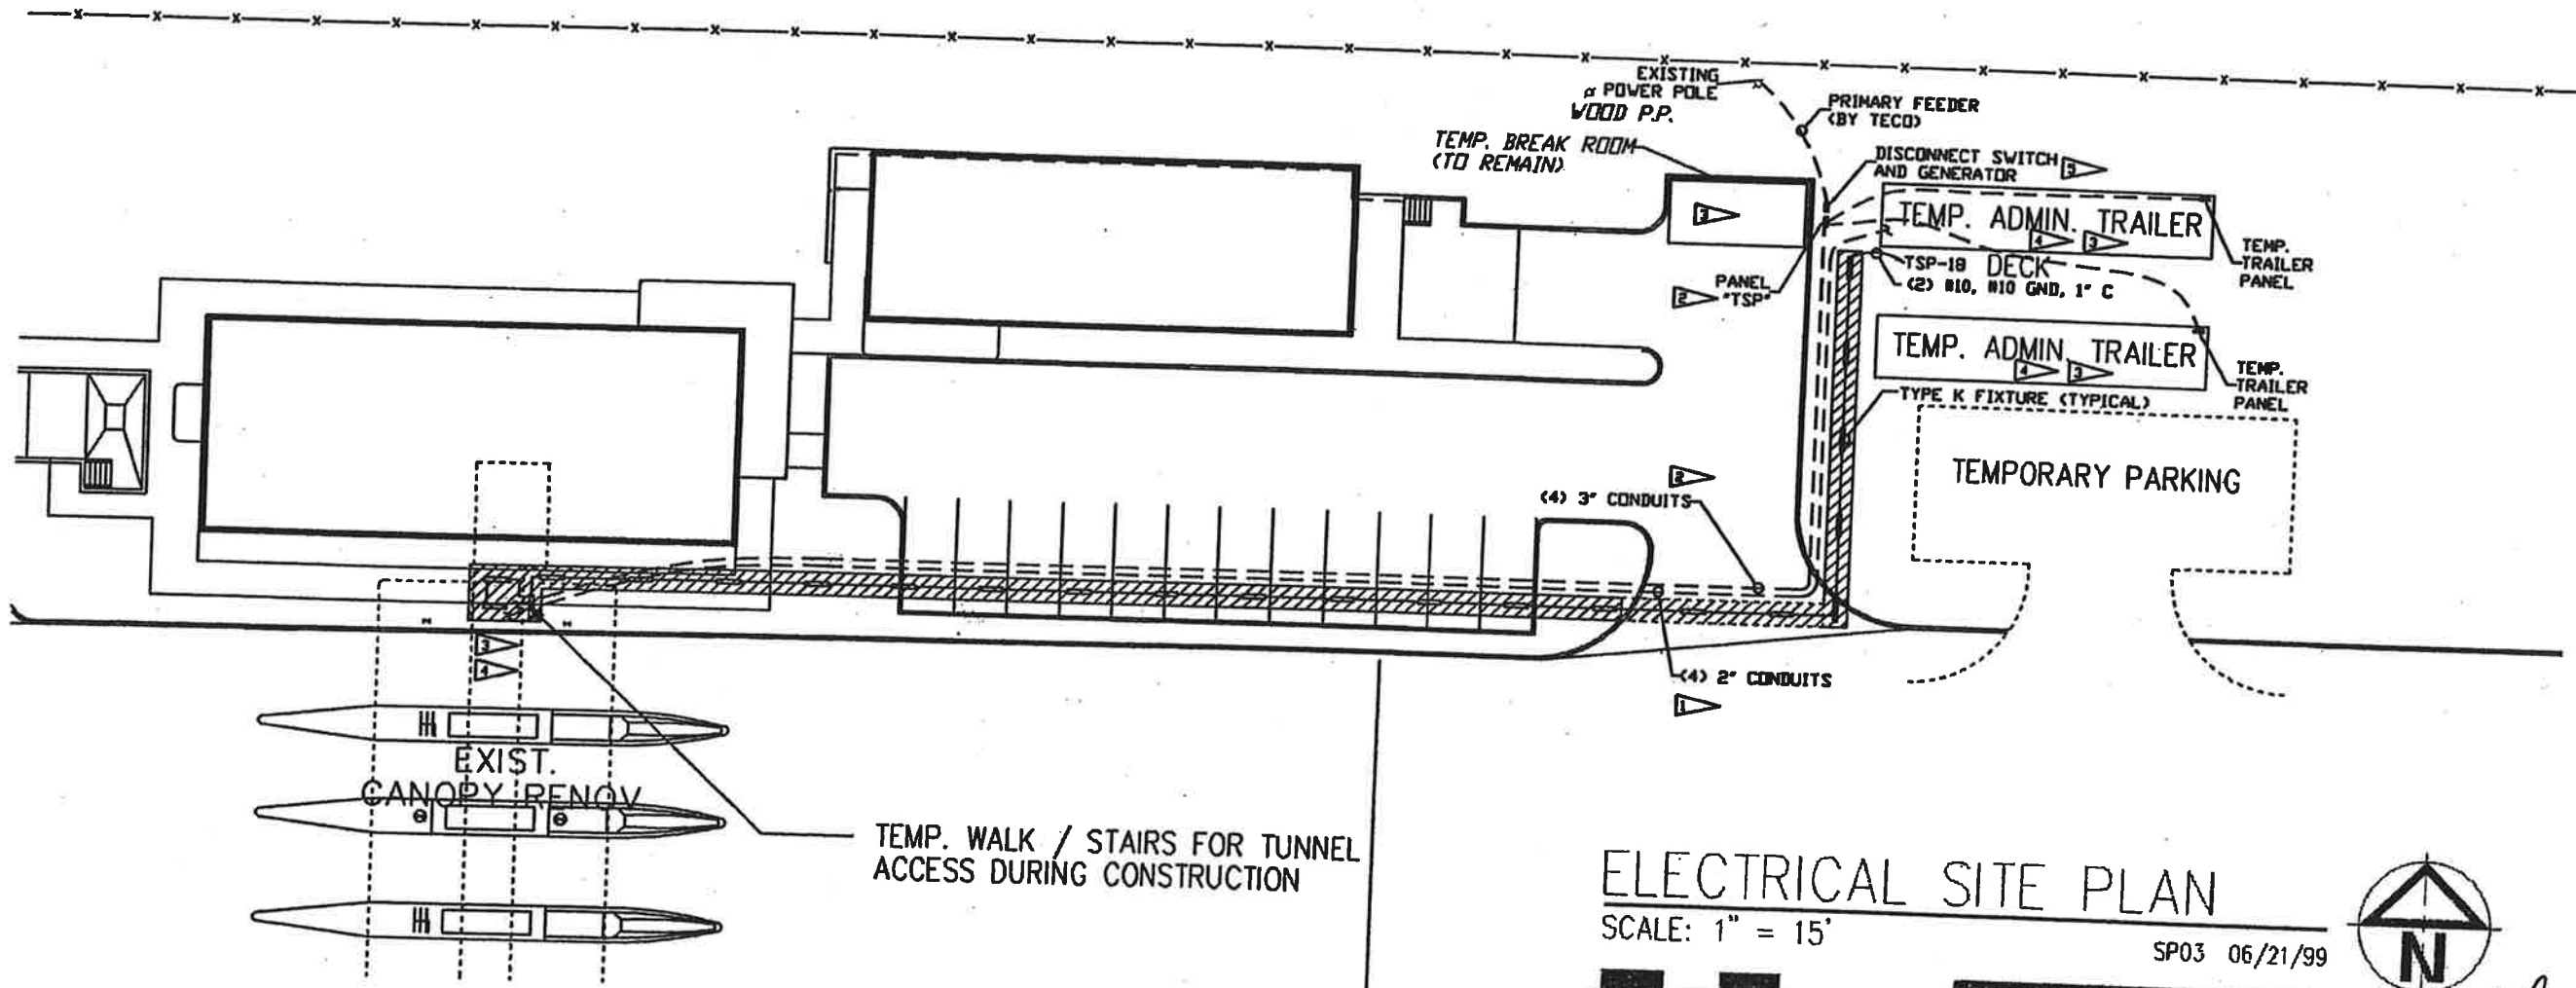 EXISTING
POWER POLE
WOOD P.P.
PRIMARY FEEDER
(BY TECO)
TEMP. BREAK ROOM
(TO REMAIN)
DISCONNECT SWITCH
AND GENERATOR
5
3
TEMP. ADMIN. TRAILER
4
3
TEMP.
TRAILER
PANEL
TSP-18 DECK
(2) #10, #10 GND, 1" C
2
PANEL
"TSP"
TEMP. ADMIN. TRAILER
4
3
TEMP.
TRAILER
PANEL
TYPE K FIXTURE (TYPICAL)
TEMPORARY PARKING
2
(4) 3" CONDUITS
(4) 2" CONDUITS
1
3
4
EXIST.
CANOPY RENOV
TEMP. WALK / STAIRS FOR TUNNEL
ACCESS DURING CONSTRUCTION
ELECTRICAL SITE PLAN
SCALE: 1" = 15'
SP03 06/21/99
N